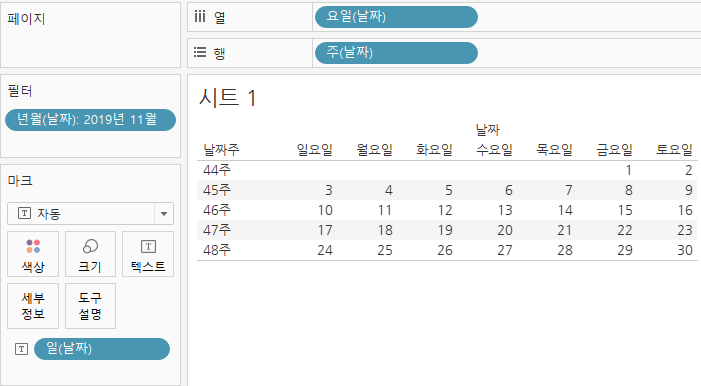 페이지
열
요일(날짜)
행
주(날짜)
필터
년월(날짜): 2019년 11월
마크
T 자동
색상
크기
T 텍스트
세부 정보
도구 설명
T 일(날짜)
시트 1
날짜
날짜주 일요일 월요일 화요일 수요일 목요일 금요일 토요일
44주 1 2
45주 3 4 5 6 7 8 9
46주 10 11 12 13 14 15 16
47주 17 18 19 20 21 22 23
48주 24 25 26 27 28 29 30